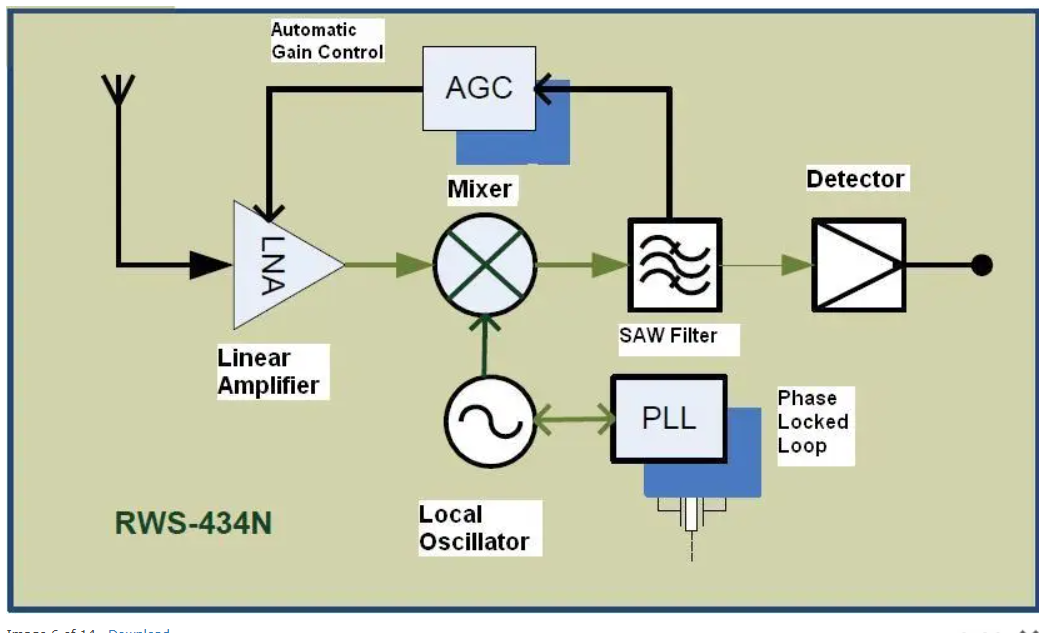 Automatic
Gain Control
AGC
Mixer
Detector
LNA
SAW Filter
Linear
Amplifier
PLL
Phase
Locked
Loop
RWS-434N
Local
Oscillator
Image 6 of 14 Download